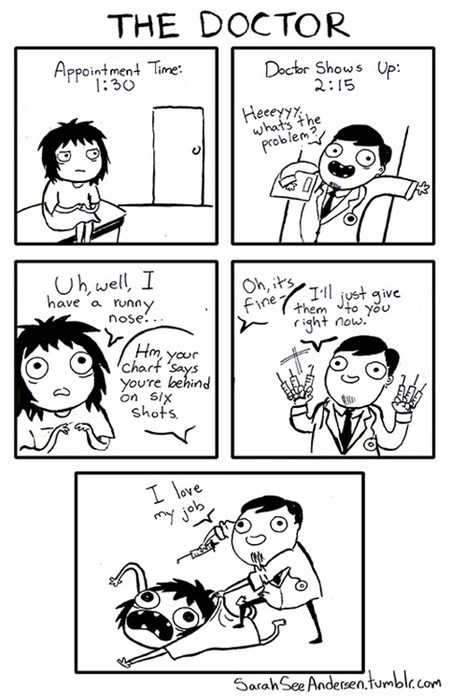 THE DOCTOR
Appointment Time:
1:30
Doctor Shows Up:
2:15
Heeeyyy,
what's the
problem?
Uh, well, I
have a runny
nose...
Hm, your
chart says
you're behind
on six
shots.
Oh, it's
fine-
I'll just give
them to you
right now.
I love
my job
SarahSeeAndersen.tumblr.com